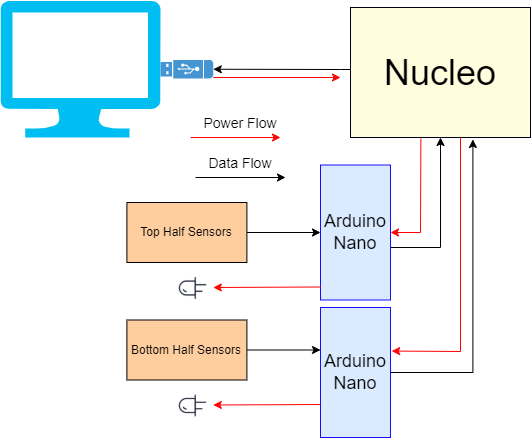 Nucleo
Power Flow
Data Flow
Arduino
Nano
Top Half Sensors
Bottom Half Sensors
Arduino
Nano